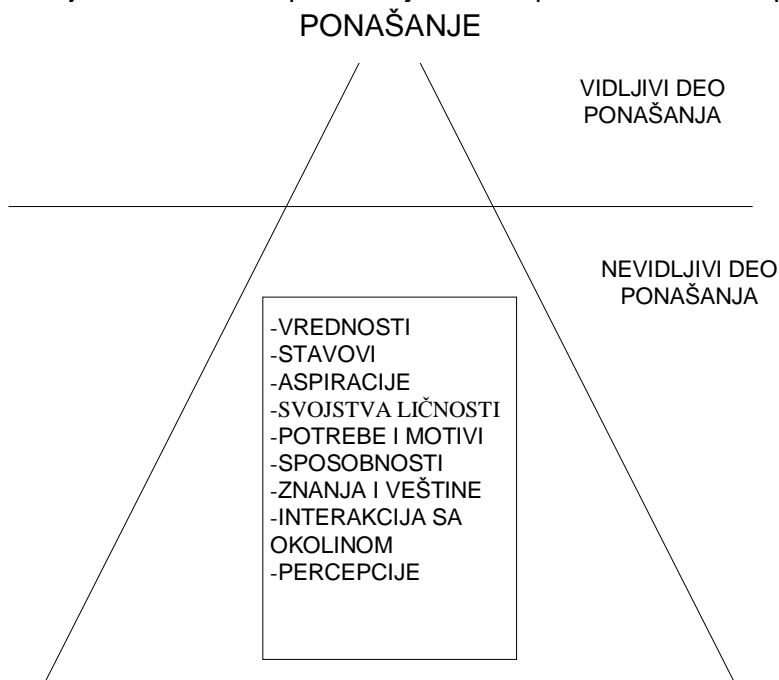 PONAŠANJE
VIDLJIVI DEO
PONAŠANJA
NEVIDLJIVI DEO
PONAŠANJA
-VREDNOSTI
-STAVOVI
-ASPIRACIJE
-SVOJSTVA LIČNOSTI
-POTREBE I MOTIVI
-SPOSOBNOSTI
-ZNANJA I VEŠTINE
-INTERAKCIJA SA
OKOLINOM
-PERCEPCIJE